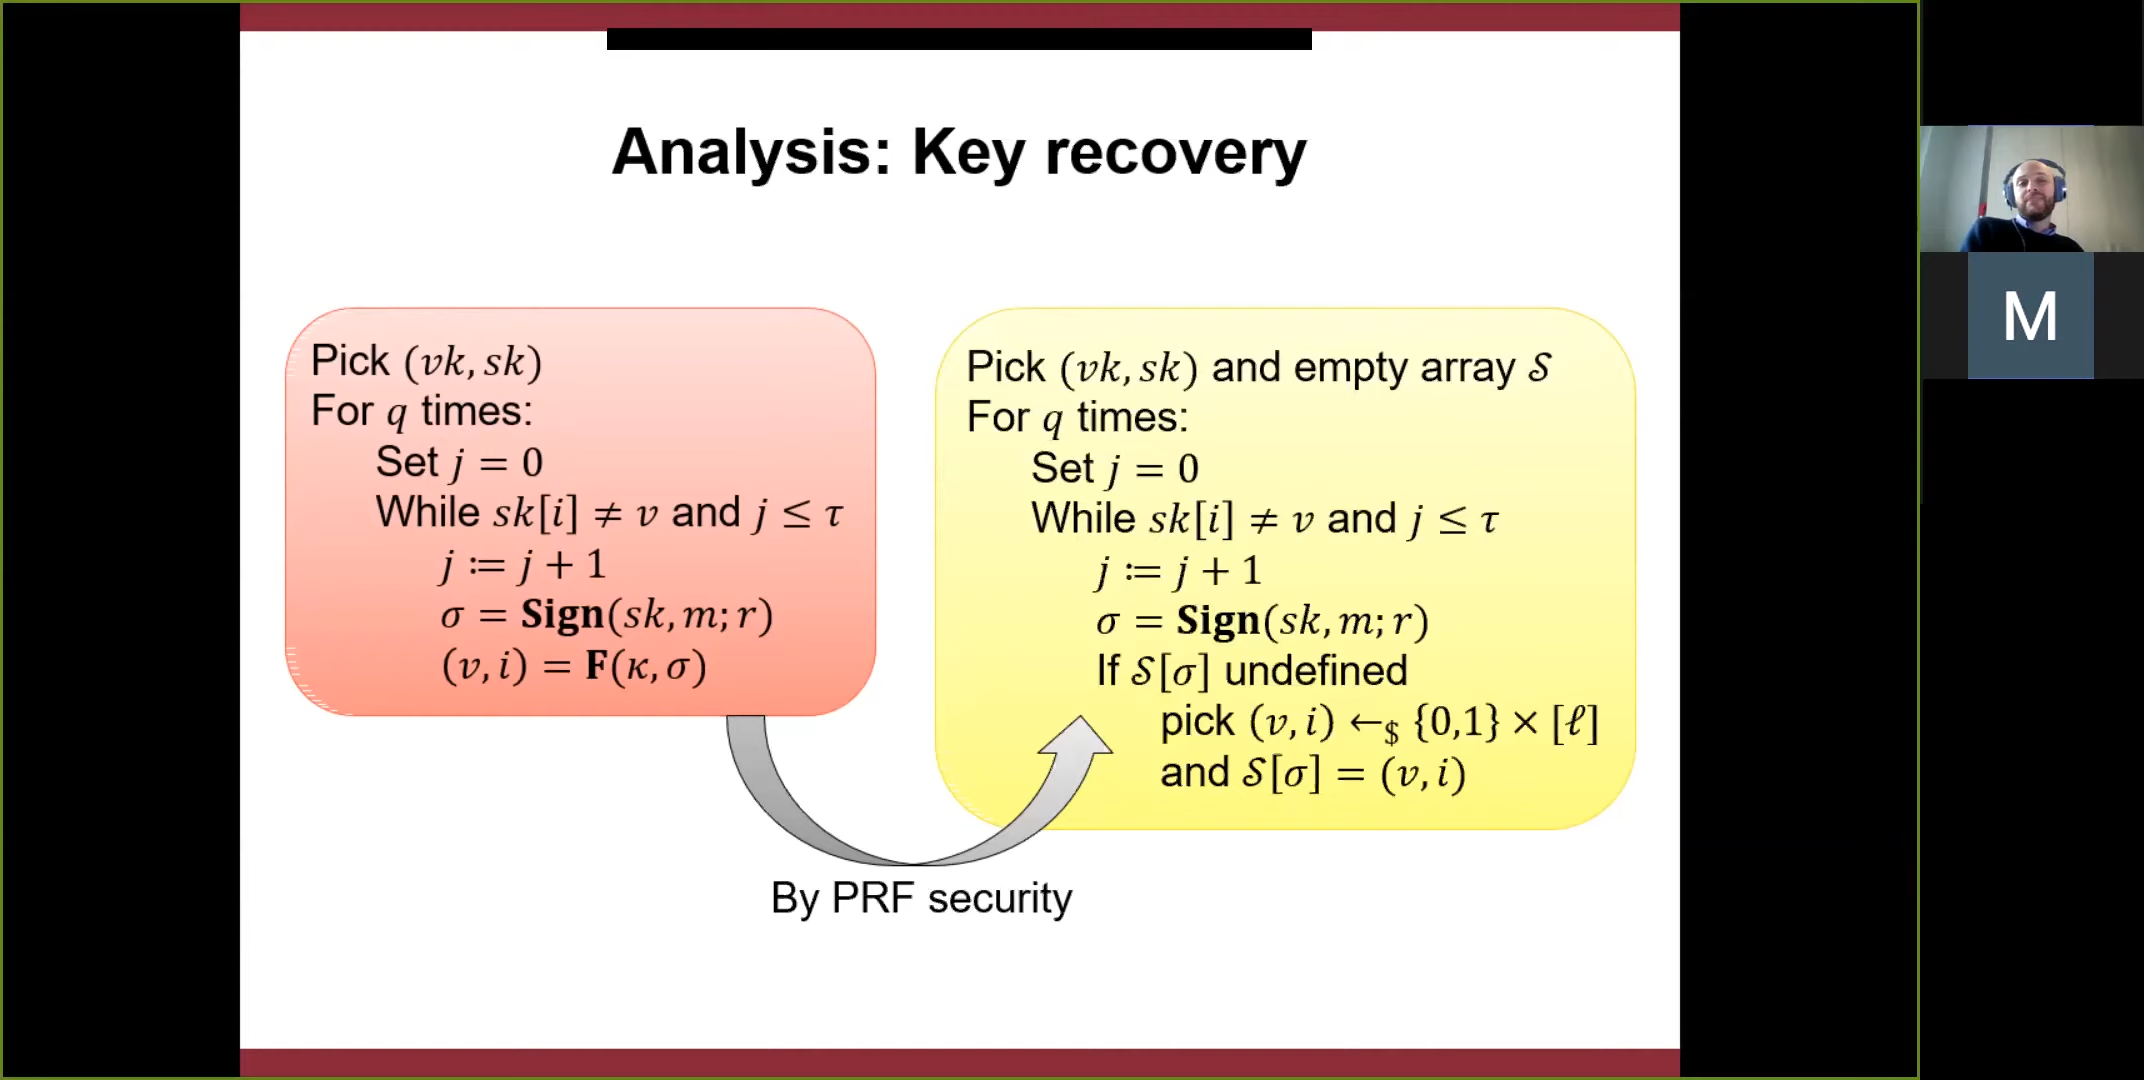 Analysis: Key recovery
Pick (vk, sk)
For q times:
Set j = 0
While sk[i] ≠ v and j ≤ τ
j := j + 1
σ = Sign(sk, m; r)
(v, i) = F(κ, σ)
Pick (vk, sk) and empty array 𝒮
For q times:
Set j = 0
While sk[i] ≠ v and j ≤ τ
j := j + 1
σ = Sign(sk, m; r)
If 𝒮[σ] undefined
pick (v, i) ←$ {0,1} × [ℓ]
and 𝒮[σ] = (v, i)
By PRF security
M